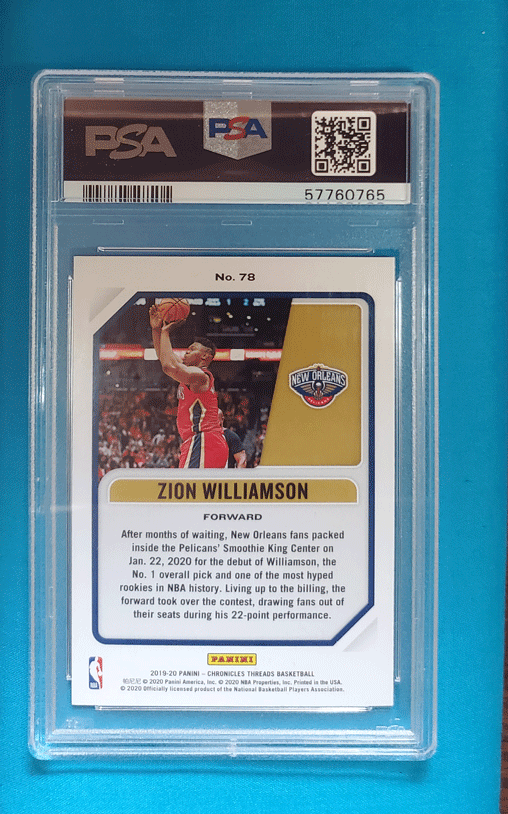 PSA
PSA
57760765
No. 78
NEW ORLEANS
PELICANS
ZION WILLIAMSON
FORWARD
After months of waiting, New Orleans fans packed
inside the Pelicans' Smoothie King Center on
Jan. 22, 2020 for the debut of Williamson, the
No. 1 overall pick and one of the most hyped
rookies in NBA history. Living up to the billing, the
forward took over the contest, drawing fans out of
their seats during his 22-point performance.
PANINI
2019-20 PANINI – CHRONICLES THREADS BASKETBALL
帕尼尼 © 2020 Panini America, Inc. © 2020 NBA Properties, Inc. Printed in the USA.
© 2020 Officially licensed product of the National Basketball Players Association.
NBA